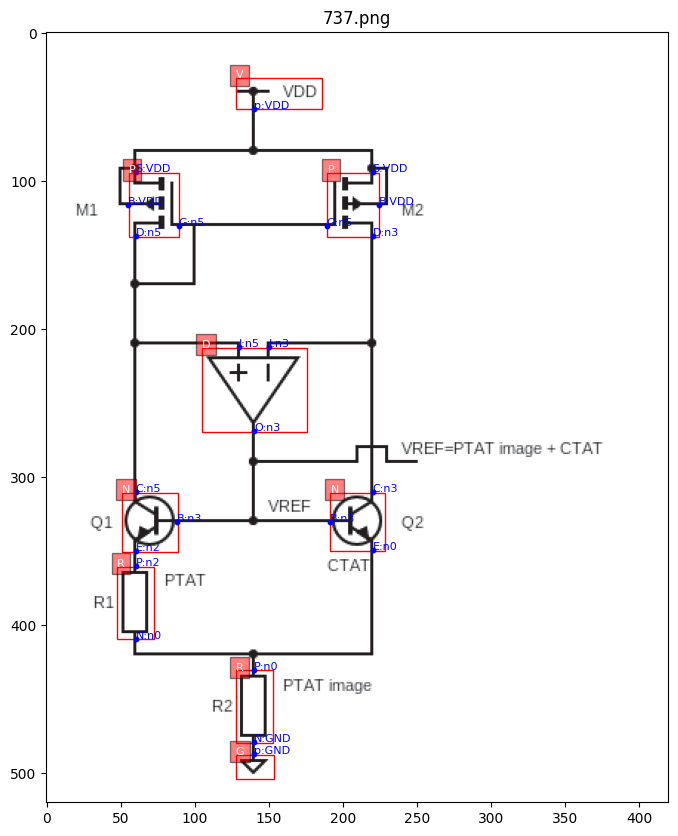 737.png
0
V
VDD
p:VDD
100
P
S:VDD
P
S:VDD
B:VDD
B:VDD
M1
M2
G:n5
G:n5
D:n5
D:n3
200
D
I:n5
I:n3
O:n3
VREF=PTAT image + CTAT
300
N
C:n5
N
C:n3
VREF
Q1
B:n3
Q2
E:n2
E:n0
R
P:n2
PTAT
CTAT
R1
400
N:n0
R
P:n0
PTAT image
R2
N:GND
G
p:GND
500
0 50 100 150 200 250 300 350 400